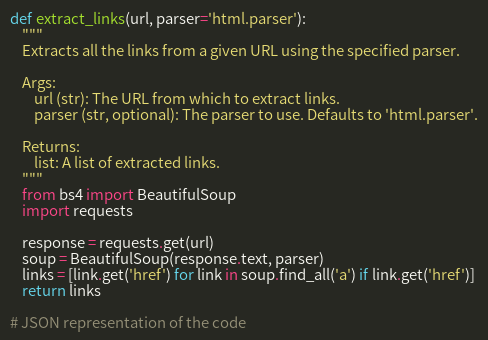 def extract_links(url, parser='html.parser'):
    """
    Extracts all the links from a given URL using the specified parser.

    Args:
        url (str): The URL from which to extract links.
        parser (str, optional): The parser to use. Defaults to 'html.parser'.

    Returns:
        list: A list of extracted links.
    """
    from bs4 import BeautifulSoup
    import requests

    response = requests.get(url)
    soup = BeautifulSoup(response.text, parser)
    links = [link.get('href') for link in soup.find_all('a') if link.get('href')]
    return links

# JSON representation of the code